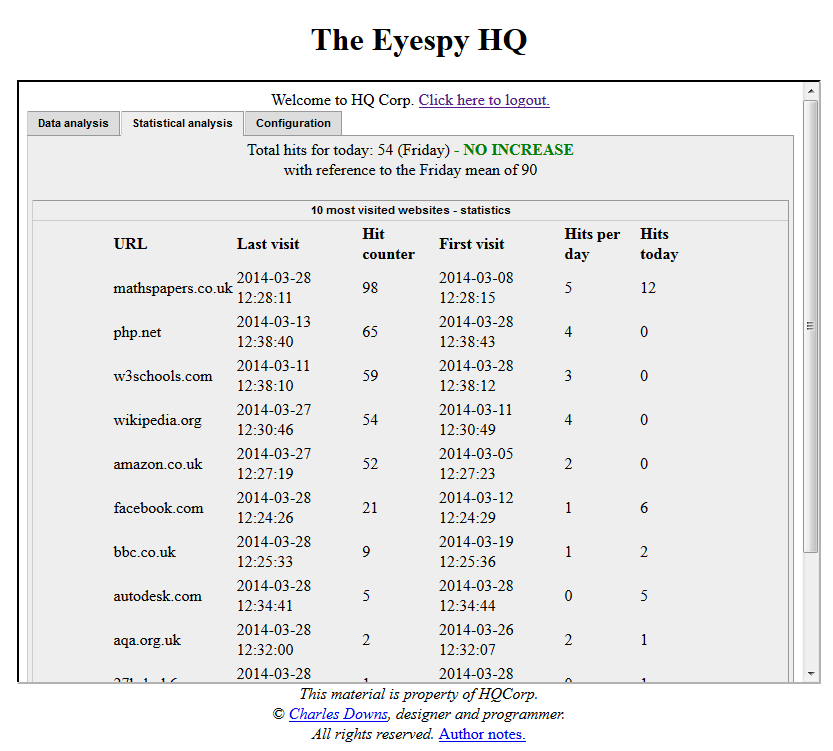 The Eyespy HQ
Welcome to HQ Corp. Click here to logout.
Data analysis Statistical analysis Configuration
Total hits for today: 54 (Friday) - NO INCREASE
with reference to the Friday mean of 90
10 most visited websites - statistics
URL Last visit Hit counter First visit Hits per day Hits today
mathspapers.co.uk 2014-03-28 12:28:11 98 2014-03-08 12:28:15 5 12
php.net 2014-03-13 12:38:40 65 2014-03-28 12:38:43 4 0
w3schools.com 2014-03-11 12:38:10 59 2014-03-28 12:38:12 3 0
wikipedia.org 2014-03-27 12:30:46 54 2014-03-11 12:30:49 4 0
amazon.co.uk 2014-03-27 12:27:19 52 2014-03-05 12:27:23 2 0
facebook.com 2014-03-28 12:24:26 21 2014-03-12 12:24:29 1 6
bbc.co.uk 2014-03-28 12:25:33 9 2014-03-19 12:25:36 1 2
autodesk.com 2014-03-28 12:34:41 5 2014-03-28 12:34:44 0 5
aqa.org.uk 2014-03-28 12:32:00 2 2014-03-26 12:32:07 2 1
2014-03-28 2014-03-28
This material is property of HQCorp.
© Charles Downs, designer and programmer.
All rights reserved. Author notes.